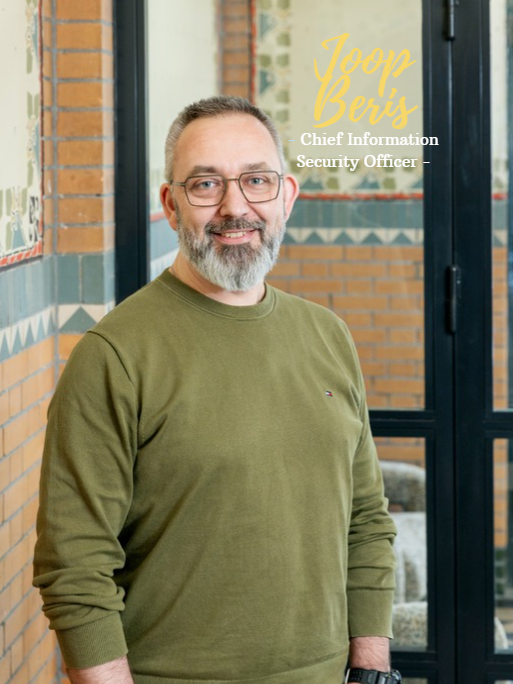 Joop
Beris
Chief Information
Security Officer –